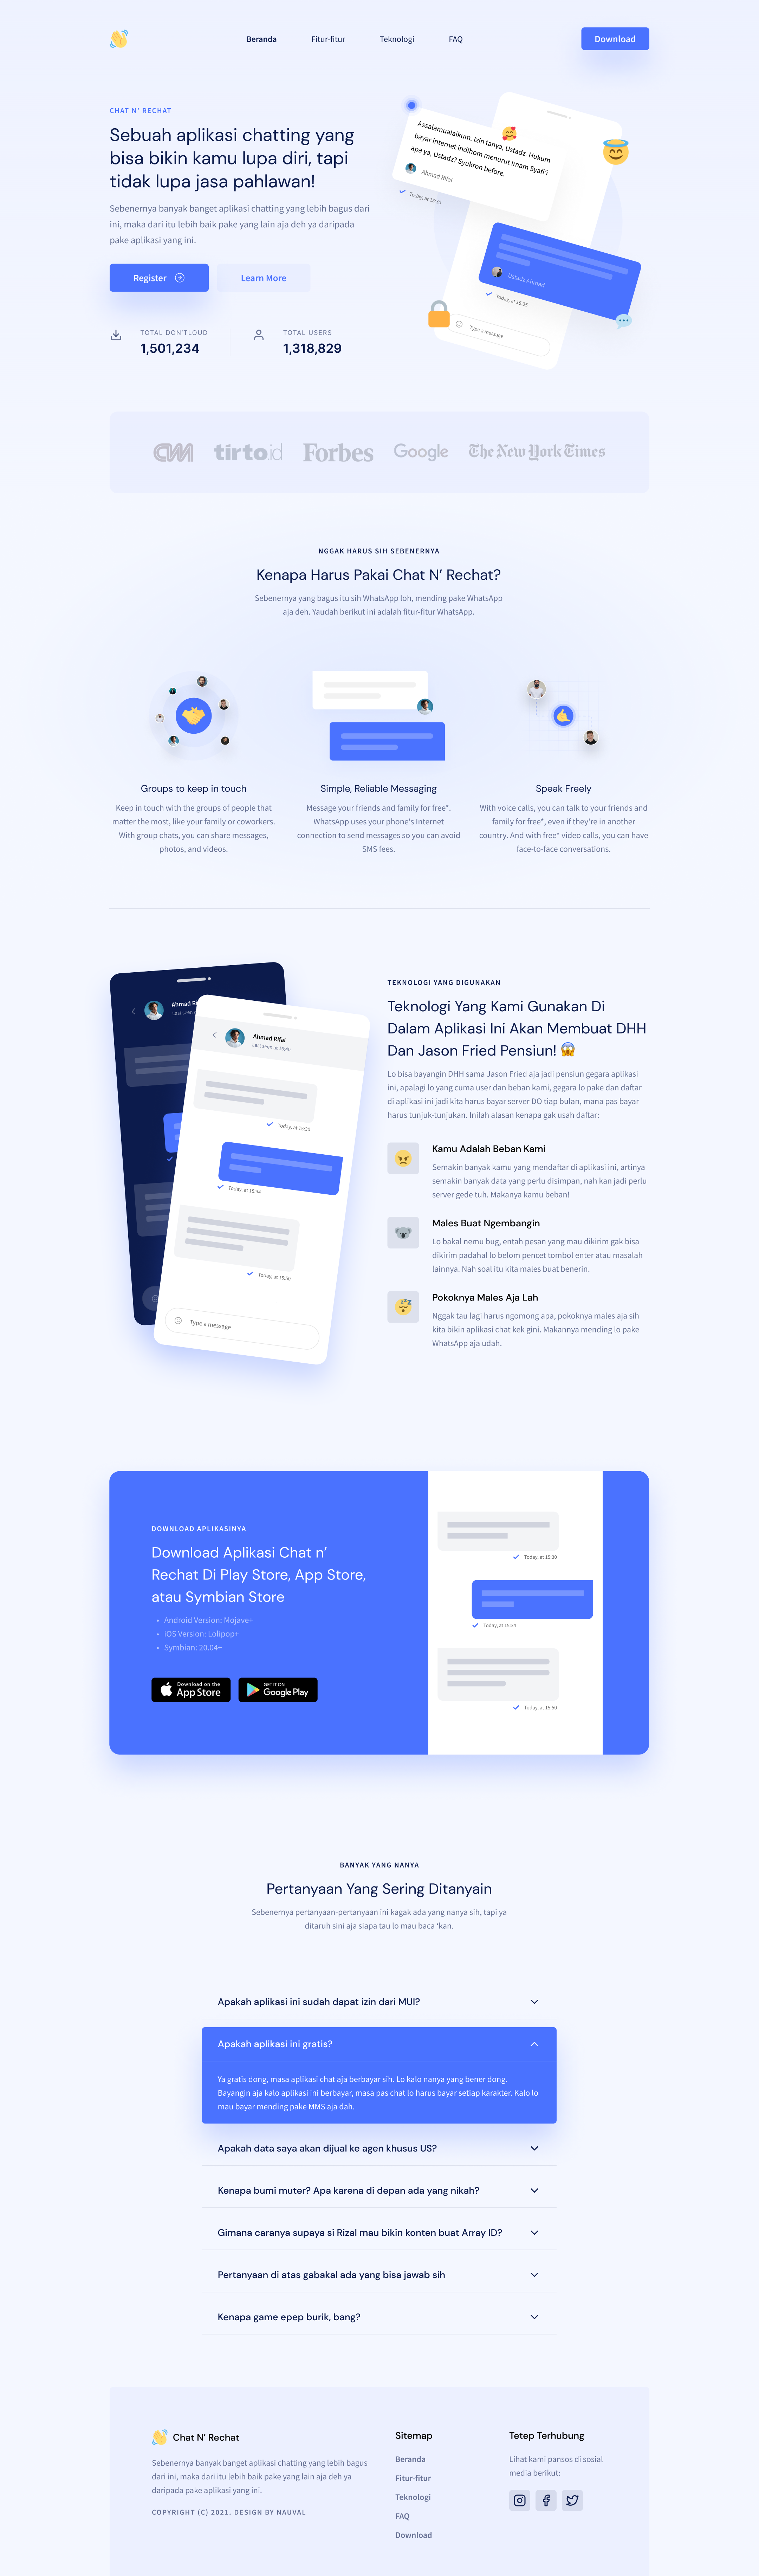 Beranda
Fitur-fitur
Teknologi
FAQ
Download
CHAT N' RECHAT
Sebuah aplikasi chatting yang
bisa bikin kamu lupa diri, tapi
tidak lupa jasa pahlawan!
Sebenernya banyak banget aplikasi chatting yang lebih bagus dari
ini, maka dari itu lebih baik pake yang lain aja deh ya daripada
pake aplikasi yang ini.
Register
Learn More
TOTAL DON'TLOUD
1,501,234
TOTAL USERS
1,318,829
Assalamualaikum. Izin tanya, Ustadz. Hukum
bayar internet indihom menurut Imam Syafi'i
apa ya, Ustadz? Syukron before.
Ahmad Rifai
Today, at 15:30
Ustadz Ahmad
Today, at 15:35
Type a message
CNN
tirto.id
Forbes
Google
The New York Times
NGGAK HARUS SIH SEBENERNYA
Kenapa Harus Pakai Chat N' Rechat?
Sebenernya yang bagus itu sih WhatsApp loh, mending pake WhatsApp
aja deh. Yaudah berikut ini adalah fitur-fitur WhatsApp.
Groups to keep in touch
Keep in touch with the groups of people that
matter the most, like your family or coworkers.
With group chats, you can share messages,
photos, and videos.
Simple, Reliable Messaging
Message your friends and family for free*.
WhatsApp uses your phone's Internet
connection to send messages so you can avoid
SMS fees.
Speak Freely
With voice calls, you can talk to your friends and
family for free*, even if they're in another
country. And with free* video calls, you can have
face-to-face conversations.
Ahmad R
Last seen
Ahmad Rifai
Last seen at 16:40
Today, at 15:30
Today, at 15:34
Today, at 15:50
Type a message
TEKNOLOGI YANG DIGUNAKAN
Teknologi Yang Kami Gunakan Di
Dalam Aplikasi Ini Akan Membuat DHH
Dan Jason Fried Pensiun! 😱
Lo bisa bayangin DHH sama Jason Fried aja jadi pensiun gegara aplikasi
ini, apalagi lo yang cuma user dan beban kami, gegara lo pake dan daftar
di aplikasi ini jadi kita harus bayar server DO tiap bulan, mana pas bayar
harus tunjuk-tunjukan. Inilah alasan kenapa gak usah daftar:
Kamu Adalah Beban Kami
Semakin banyak kamu yang mendaftar di aplikasi ini, artinya
semakin banyak data yang perlu disimpan, nah kan jadi perlu
server gede tuh. Makanya kamu beban!
Males Buat Ngembangin
Lo bakal nemu bug, entah pesan yang mau dikirim gak bisa
dikirim padahal lo belom pencet tombol enter atau masalah
lainnya. Nah soal itu kita males buat benerin.
Pokoknya Males Aja Lah
Nggak tau lagi harus ngomong apa, pokoknya males aja sih
kita bikin aplikasi chat kek gini. Makannya mending lo pake
WhatsApp aja udah.
DOWNLOAD APLIKASINYA
Download Aplikasi Chat n'
Rechat Di Play Store, App Store,
atau Symbian Store
• Android Version: Mojave+
• iOS Version: Lolipop+
• Symbian: 20.04+
Download on the
App Store
GET IT ON
Google Play
Today, at 15:30
Today, at 15:34
Today, at 15:50
BANYAK YANG NANYA
Pertanyaan Yang Sering Ditanyain
Sebenernya pertanyaan-pertanyaan ini kagak ada yang nanya sih, tapi ya
ditaruh sini aja siapa tau lo mau baca 'kan.
Apakah aplikasi ini sudah dapat izin dari MUI?
Apakah aplikasi ini gratis?
Ya gratis dong, masa aplikasi chat aja berbayar sih. Lo kalo nanya yang bener dong.
Bayangin aja kalo aplikasi ini berbayar, masa pas chat lo harus bayar setiap karakter. Kalo lo
mau bayar mending pake MMS aja dah.
Apakah data saya akan dijual ke agen khusus US?
Kenapa bumi muter? Apa karena di depan ada yang nikah?
Gimana caranya supaya si Rizal mau bikin konten buat Array ID?
Pertanyaan di atas gabakal ada yang bisa jawab sih
Kenapa game epep burik, bang?
Chat N' Rechat
Sebenernya banyak banget aplikasi chatting yang lebih bagus
dari ini, maka dari itu lebih baik pake yang lain aja deh ya
daripada pake aplikasi yang ini.
COPYRIGHT (C) 2021. DESIGN BY NAUVAL
Sitemap
Beranda
Fitur-fitur
Teknologi
FAQ
Download
Tetep Terhubung
Lihat kami pansos di sosial
media berikut: